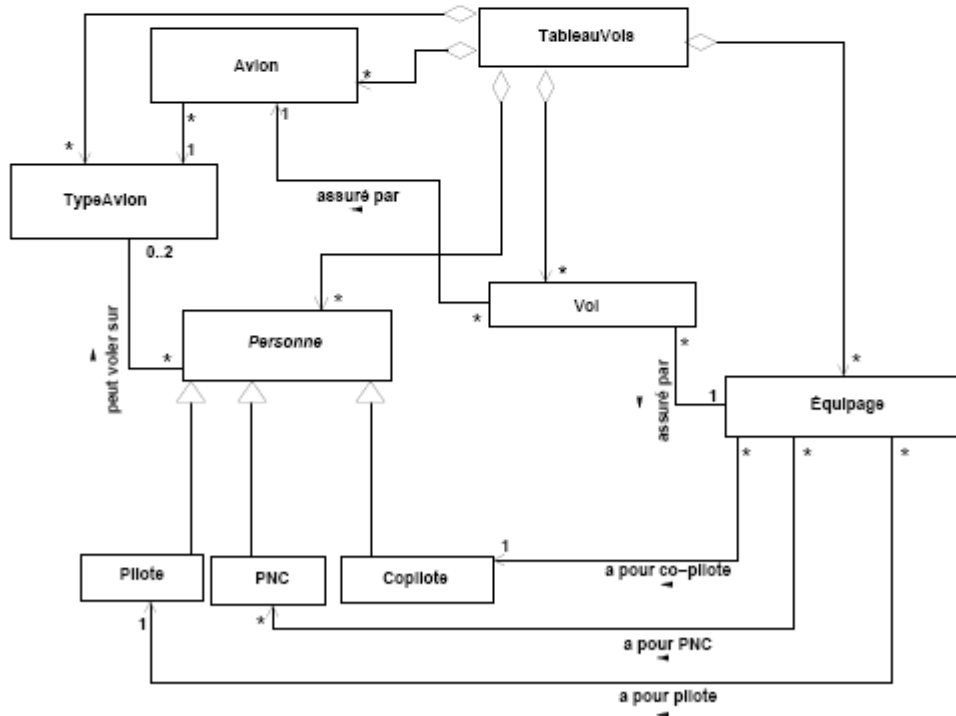 TableauVols
Avion
*
1
*
1
*
TypeAvion
assuré par
0..2
*
*
Vol
*
*
peut voler sur
*
Personne
assuré par
*
1
Équipage
*
*
*
1
Pilote
PNC
Copilote
a pour co-pilote
1
*
a pour PNC
a pour pilote